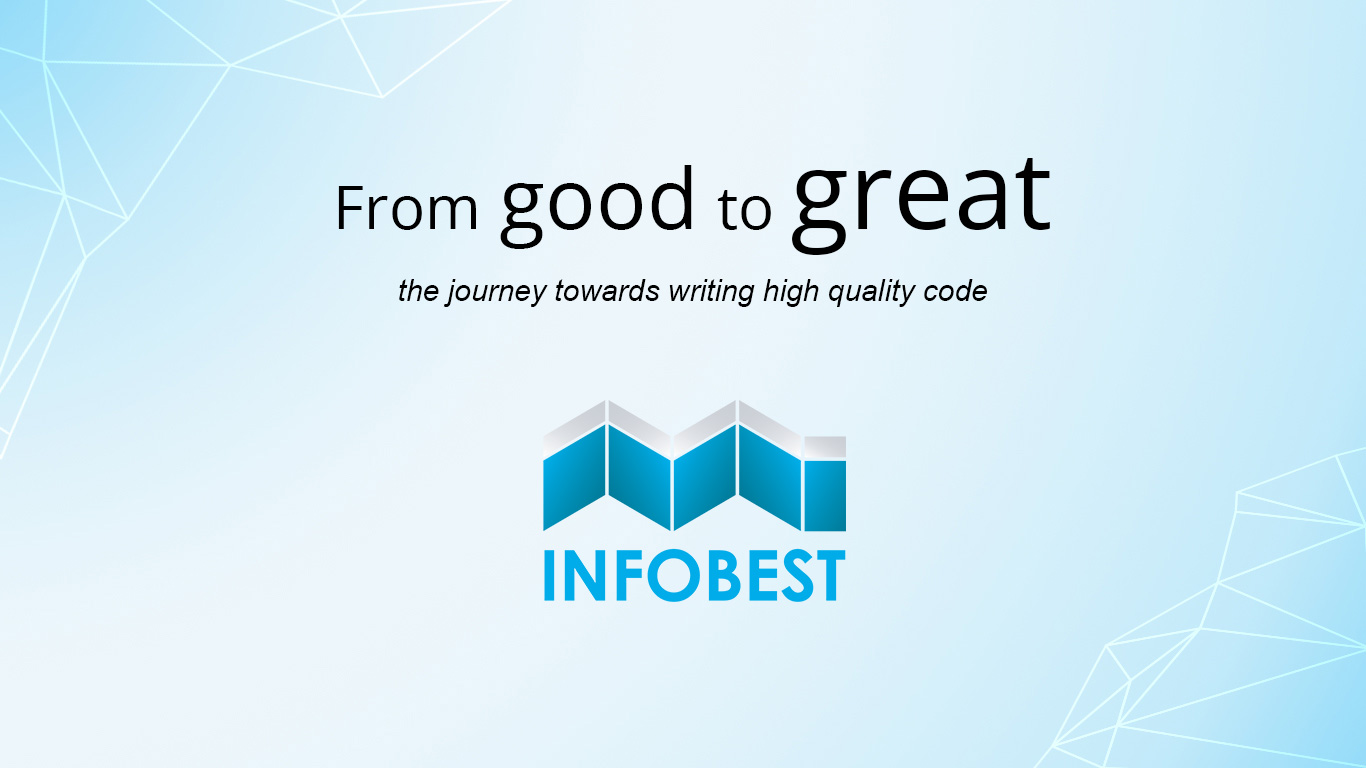 From good to great
the journey towards writing high quality code
INFOBEST